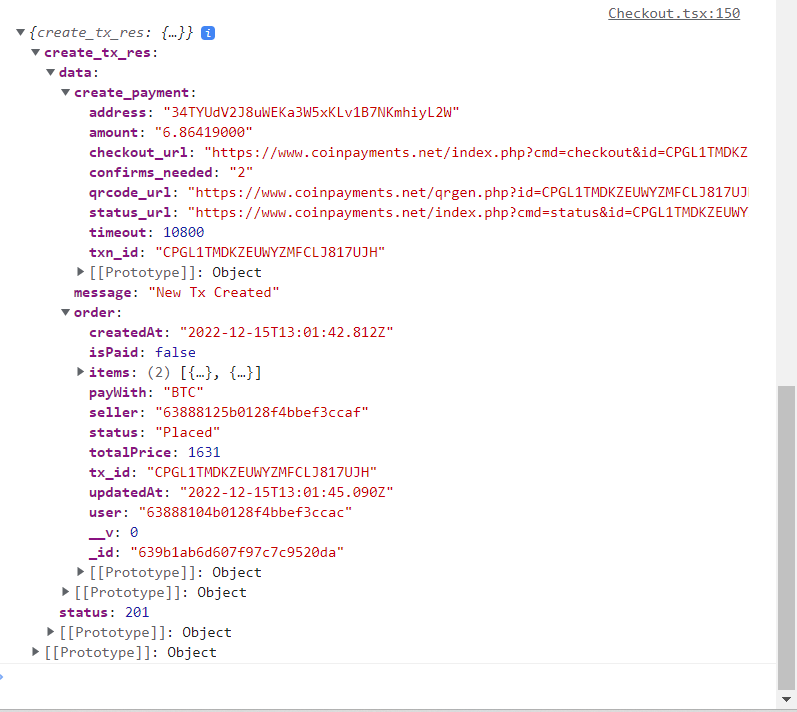 Checkout.tsx:150
{create_tx_res: {…}} i
create_tx_res:
data:
create_payment:
address: "34TYUdV2J8uWEKa3W5xKLv1B7NKmhiyL2W"
amount: "6.86419000"
checkout_url: "https://www.coinpayments.net/index.php?cmd=checkout&id=CPGL1TMDKZ
confirms_needed: "2"
qrcode_url: "https://www.coinpayments.net/qrgen.php?id=CPGL1TMDKZEUWYZMFCLJ817UJ
status_url: "https://www.coinpayments.net/index.php?cmd=status&id=CPGL1TMDKZEUWY
timeout: 10800
txn_id: "CPGL1TMDKZEUWYZMFCLJ817UJH"
[[Prototype]]: Object
message: "New Tx Created"
order:
createdAt: "2022-12-15T13:01:42.812Z"
isPaid: false
items: (2) [{…}, {…}]
payWith: "BTC"
seller: "63888125b0128f4bbef3ccaf"
status: "Placed"
totalPrice: 1631
tx_id: "CPGL1TMDKZEUWYZMFCLJ817UJH"
updatedAt: "2022-12-15T13:01:45.090Z"
user: "63888104b0128f4bbef3ccac"
__v: 0
_id: "639b1ab6d607f97c7c9520da"
[[Prototype]]: Object
[[Prototype]]: Object
status: 201
[[Prototype]]: Object
[[Prototype]]: Object